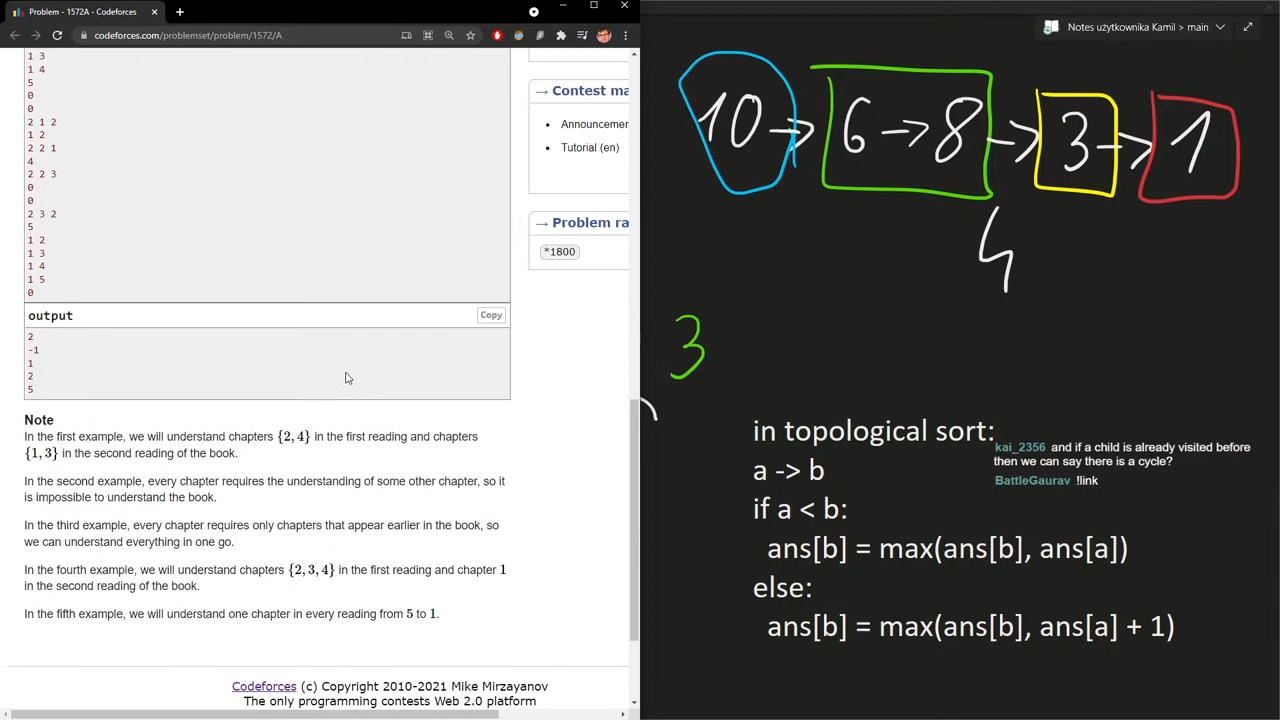 Problem - 1572A - Codeforces
codeforces.com/problemset/problem/1572/A
1 3
1 4
5
0
0
2 1 2
1 2
2 2 1
4
2 2 3
0
0
2 3 2
5
1 2
1 3
1 4
1 5
0
output
Copy
2
-1
1
2
5
Note
In the first example, we will understand chapters {2, 4} in the first reading and chapters
{1, 3} in the second reading of the book.
In the second example, every chapter requires the understanding of some other chapter, so it
is impossible to understand the book.
In the third example, every chapter requires only chapters that appear earlier in the book, so
we can understand everything in one go.
In the fourth example, we will understand chapters {2, 3, 4} in the first reading and chapter 1
in the second reading of the book.
In the fifth example, we will understand one chapter in every reading from 5 to 1.
Codeforces (c) Copyright 2010-2021 Mike Mirzayanov
The only programming contests Web 2.0 platform
→ Contest ma
Announcemen
Tutorial (en)
→ Problem ra
*1800
Notes użytkownika Kamil > main
10 → 6 → 8 → 3 → 1
4
3
in topological sort:
a -> b
if a < b:
ans[b] = max(ans[b], ans[a])
else:
ans[b] = max(ans[b], ans[a] + 1)
kai_2356 and if a child is already visited before
then we can say there is a cycle?
BattleGaurav !link